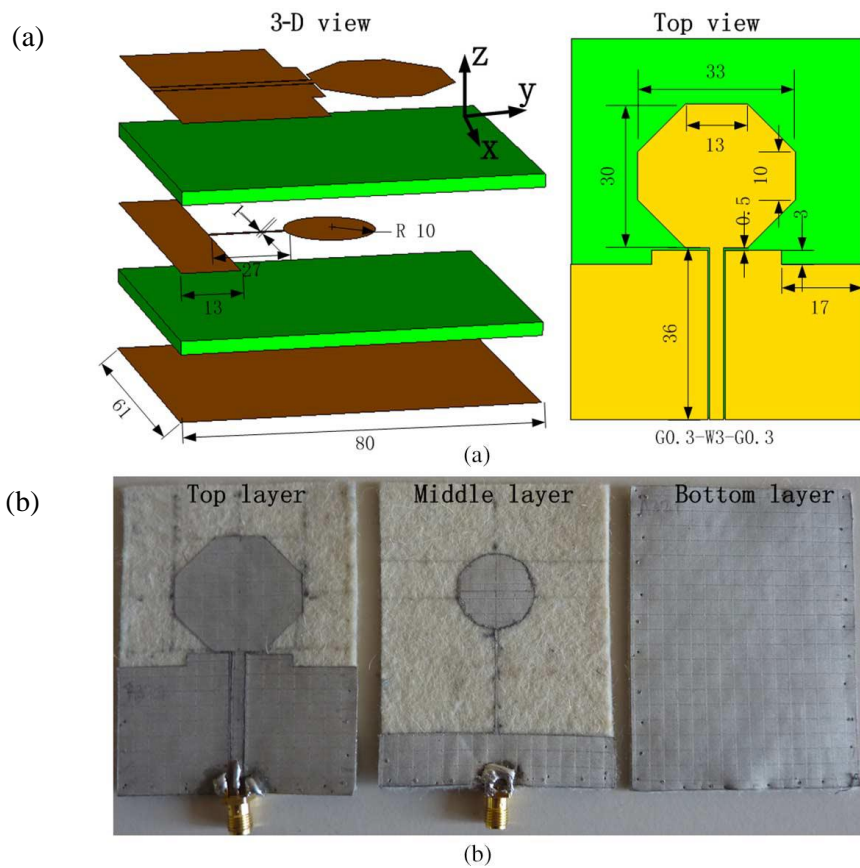 (a)
3-D view
Top view
z
y
x
1
R 10
27
13
61
80
33
13
30
10
0.5
3
17
36
G0.3-W3-G0.3
(a)
(b)
Top layer
Middle layer
Bottom layer
(b)